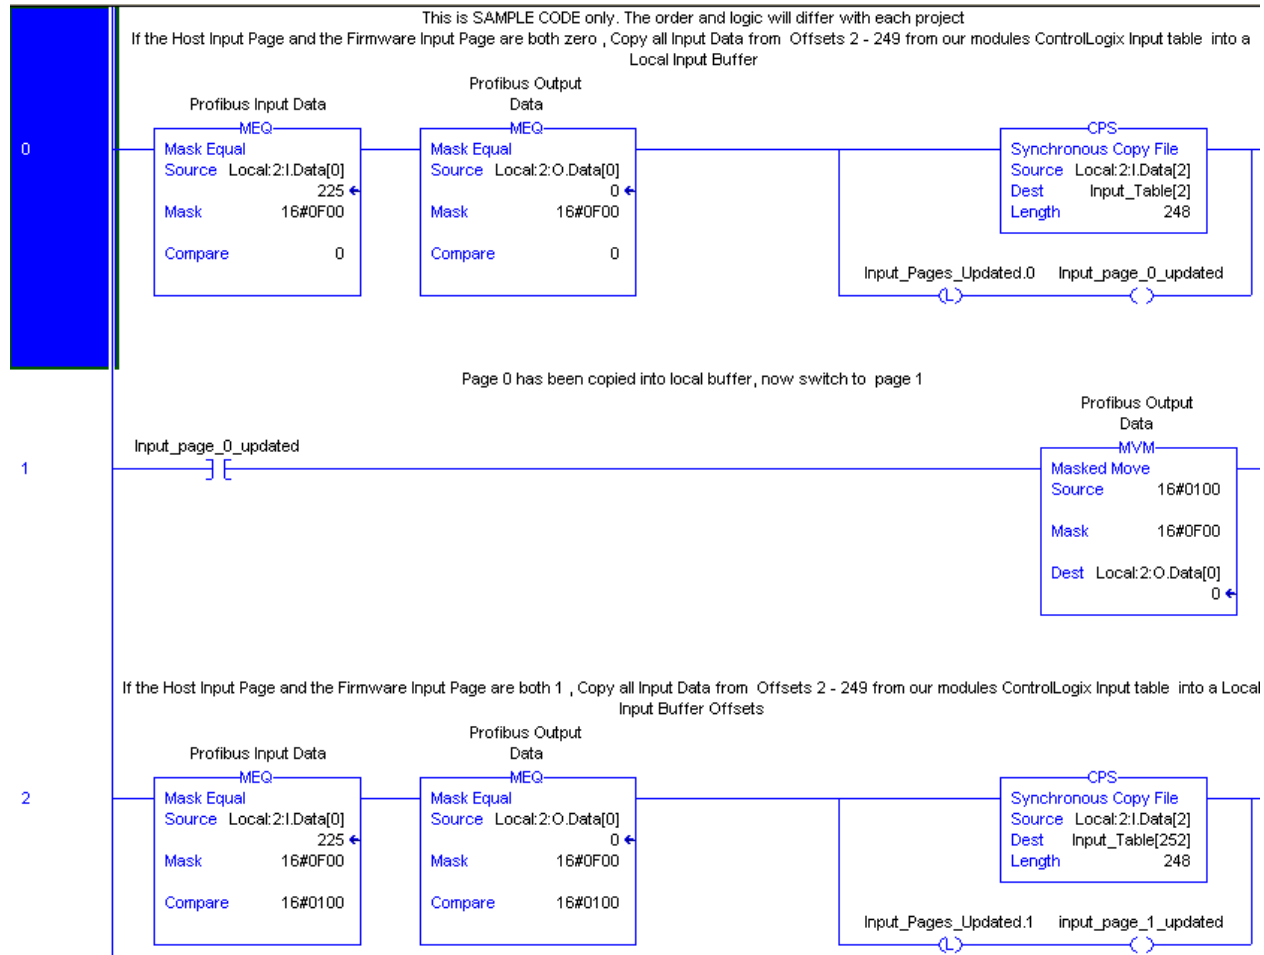 This is SAMPLE CODE only. The order and logic will differ with each project
If the Host Input Page and the Firmware Input Page are both zero , Copy all Input Data from Offsets 2 - 249 from our modules ControlLogix Input table into a
Local Input Buffer
Profibus Input Data
Profibus Output
Data
0
MEQ
Mask Equal
Source Local:2:I.Data[0]
225
Mask 16#0F00
Compare 0
MEQ
Mask Equal
Source Local:2:O.Data[0]
0
Mask 16#0F00
Compare 0
CPS
Synchronous Copy File
Source Local:2:I.Data[2]
Dest Input_Table[2]
Length 248
Input_Pages_Updated.0 Input_page_0_updated
L
Page 0 has been copied into local buffer, now switch to page 1
1
Input_page_0_updated
Profibus Output
Data
MVM
Masked Move
Source 16#0100
Mask 16#0F00
Dest Local:2:O.Data[0]
0
If the Host Input Page and the Firmware Input Page are both 1 , Copy all Input Data from Offsets 2 - 249 from our modules ControlLogix Input table into a Local
Input Buffer Offsets
Profibus Input Data
Profibus Output
Data
2
MEQ
Mask Equal
Source Local:2:I.Data[0]
225
Mask 16#0F00
Compare 16#0100
MEQ
Mask Equal
Source Local:2:O.Data[0]
0
Mask 16#0F00
Compare 16#0100
CPS
Synchronous Copy File
Source Local:2:I.Data[2]
Dest Input_Table[252]
Length 248
Input_Pages_Updated.1 input_page_1_updated
L